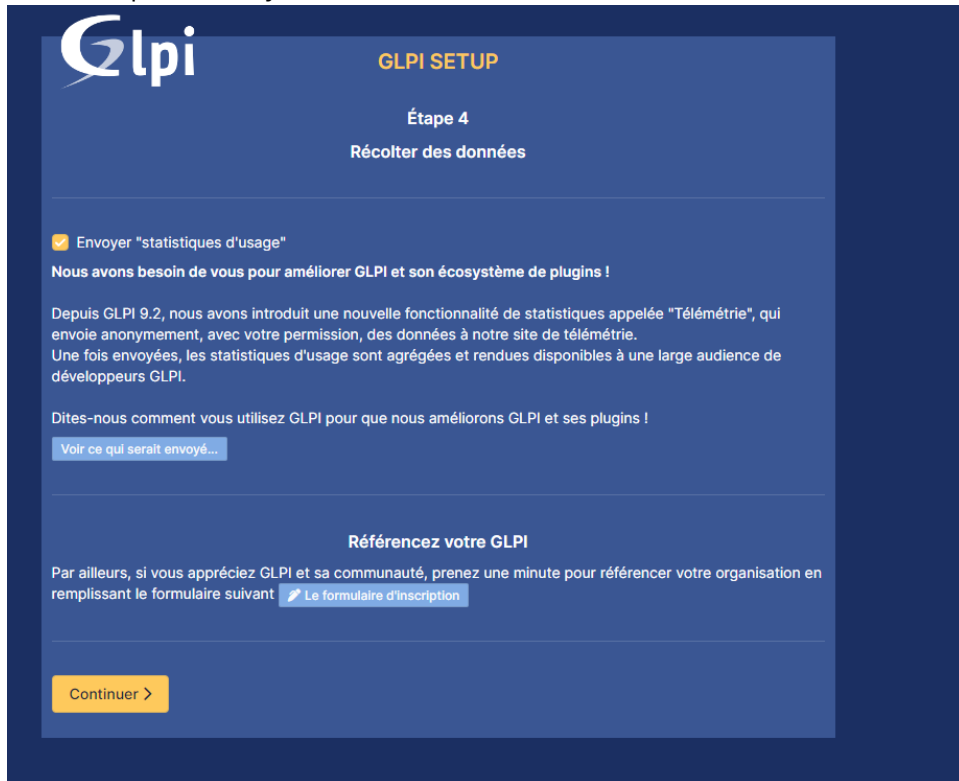 Glpi
GLPI SETUP
Étape 4
Récolter des données
Envoyer "statistiques d'usage"
Nous avons besoin de vous pour améliorer GLPI et son écosystème de plugins !
Depuis GLPI 9.2, nous avons introduit une nouvelle fonctionnalité de statistiques appelée "Télémétrie", qui
envoie anonymement, avec votre permission, des données à notre site de télémétrie.
Une fois envoyées, les statistiques d'usage sont agrégées et rendues disponibles à une large audience de
développeurs GLPI.
Dites-nous comment vous utilisez GLPI pour que nous améliorons GLPI et ses plugins !
Voir ce qui serait envoyé...
Référencez votre GLPI
Par ailleurs, si vous appréciez GLPI et sa communauté, prenez une minute pour référencer votre organisation en
remplissant le formulaire suivant Le formulaire d'inscription
Continuer